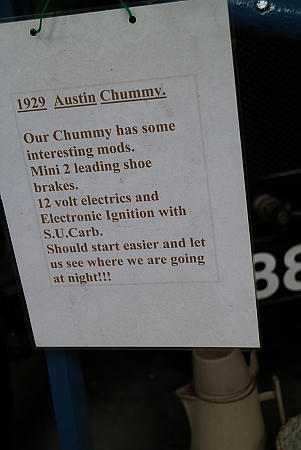 1929 Austin Chummy.
Our Chummy has some
interesting mods.
Mini 2 leading shoe
brakes.
12 volt electrics and
Electronic Ignition with
S.U.Carb.
Should start easier and let
us see where we are going
at night!!!
8